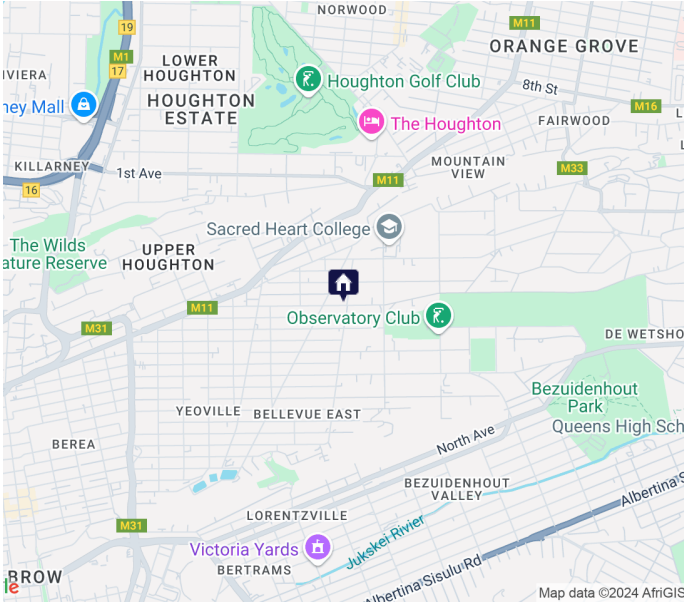 NORWOOD
M11
19
ORANGE GROVE
M1
17
LOWER
HOUGHTON
VIERA
Houghton Golf Club
8th St
HOUGHTON
ESTATE
ney Mall
M16
The Houghton
FAIRWOOD
L
KILLARNEY
1st Ave
MOUNTAIN
VIEW
M33
M11
16
L
Sacred Heart College
The Wilds
ature Reserve
UPPER
HOUGHTON
M11
Observatory Club
M31
DE WETSHO
Bezuidenhout
Park
YEOVILLE
BELLEVUE EAST
Queens High Sch
North Ave
BEREA
BEZUIDENHOUT
VALLEY
Albertina S
LORENTZVILLE
M31
Jukskei Rivier
Victoria Yards
BERTRAMS
Albertina Sisulu Rd
BROW
le
Map data ©2024 AfriGIS